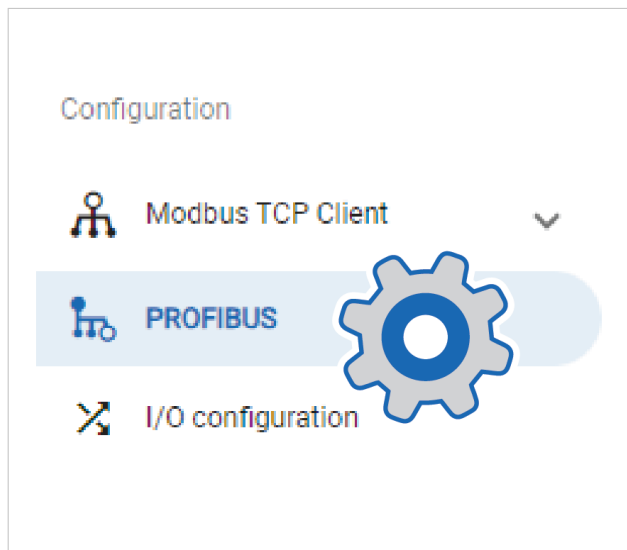 Configuration
Modbus TCP Client
PROFIBUS
I/O configuration